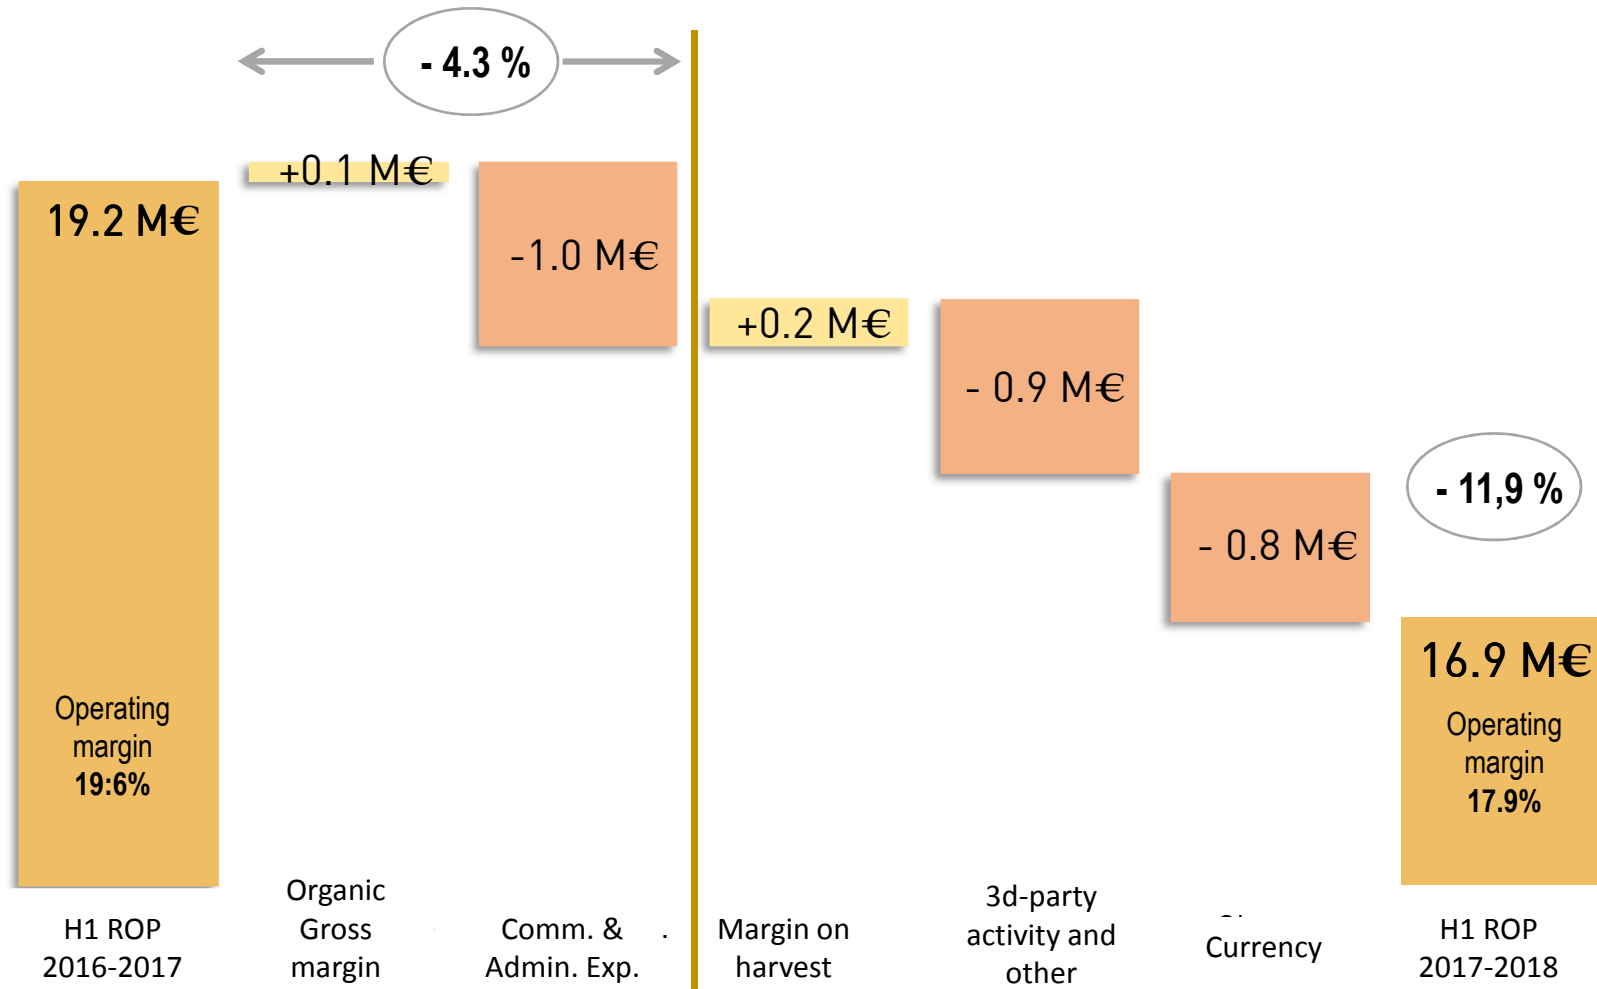 - 4.3 %
+0.1 M€
19.2 M€
-1.0 M€
+0.2 M€
- 0.9 M€
- 11,9 %
- 0.8 M€
16.9 M€
Operating
margin
19:6%
Operating
margin
17.9%
H1 ROP
2016-2017
Organic
Gross
margin
Comm. &
Admin. Exp.
Margin on
harvest
3d-party
activity and
other
Currency
H1 ROP
2017-2018